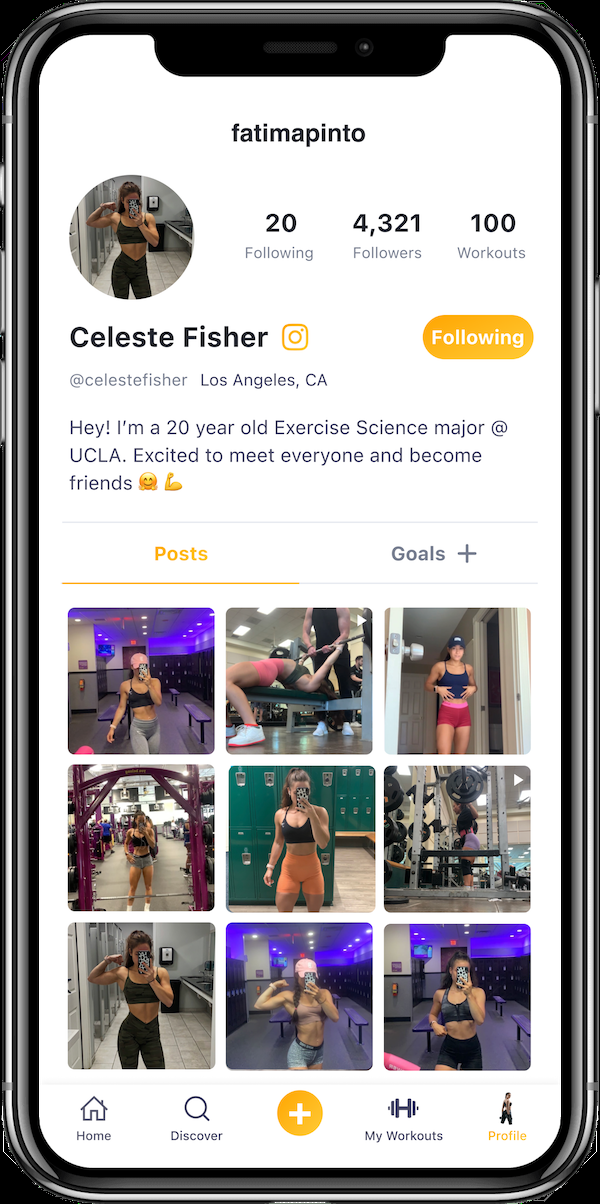 fatimapinto
20 4,321 100
Following Followers Workouts
Celeste Fisher Following
@celestefisher Los Angeles, CA
Hey! I’m a 20 year old Exercise Science major @
UCLA. Excited to meet everyone and become
friends 🤗 💪
Posts Goals +
Home Discover My Workouts Profile